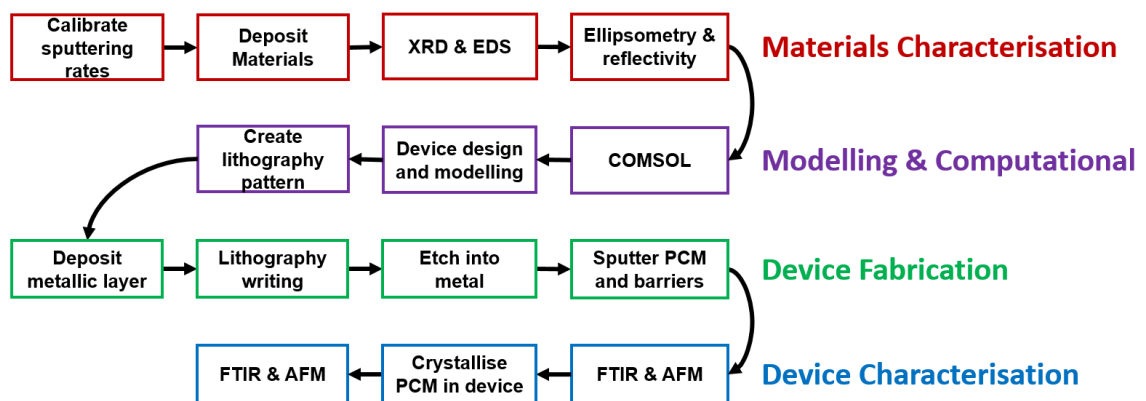 Calibrate
sputtering
rates
Deposit
Materials
XRD & EDS
Ellipsometry &
reflectivity
Materials Characterisation
Create
lithography
pattern
Device design
and modelling
COMSOL
Modelling & Computational
Deposit
metallic layer
Lithography
writing
Etch into
metal
Sputter PCM
and barriers
Device Fabrication
FTIR & AFM
Crystallise
PCM in device
FTIR & AFM
Device Characterisation